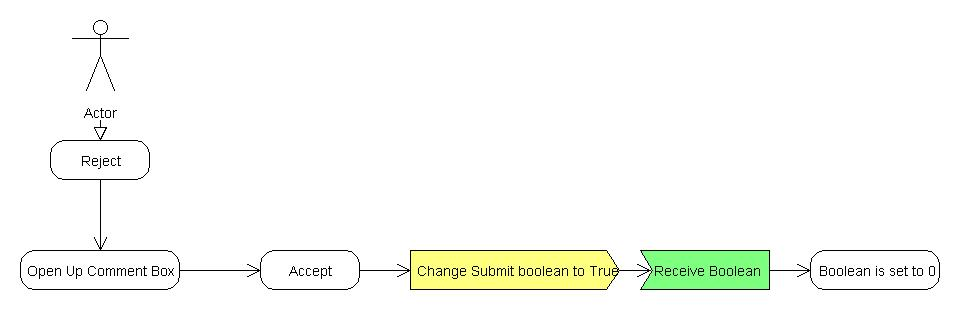 Actor
Reject
Open Up Comment Box
Accept
Change Submit boolean to True
Receive Boolean
Boolean is set to 0